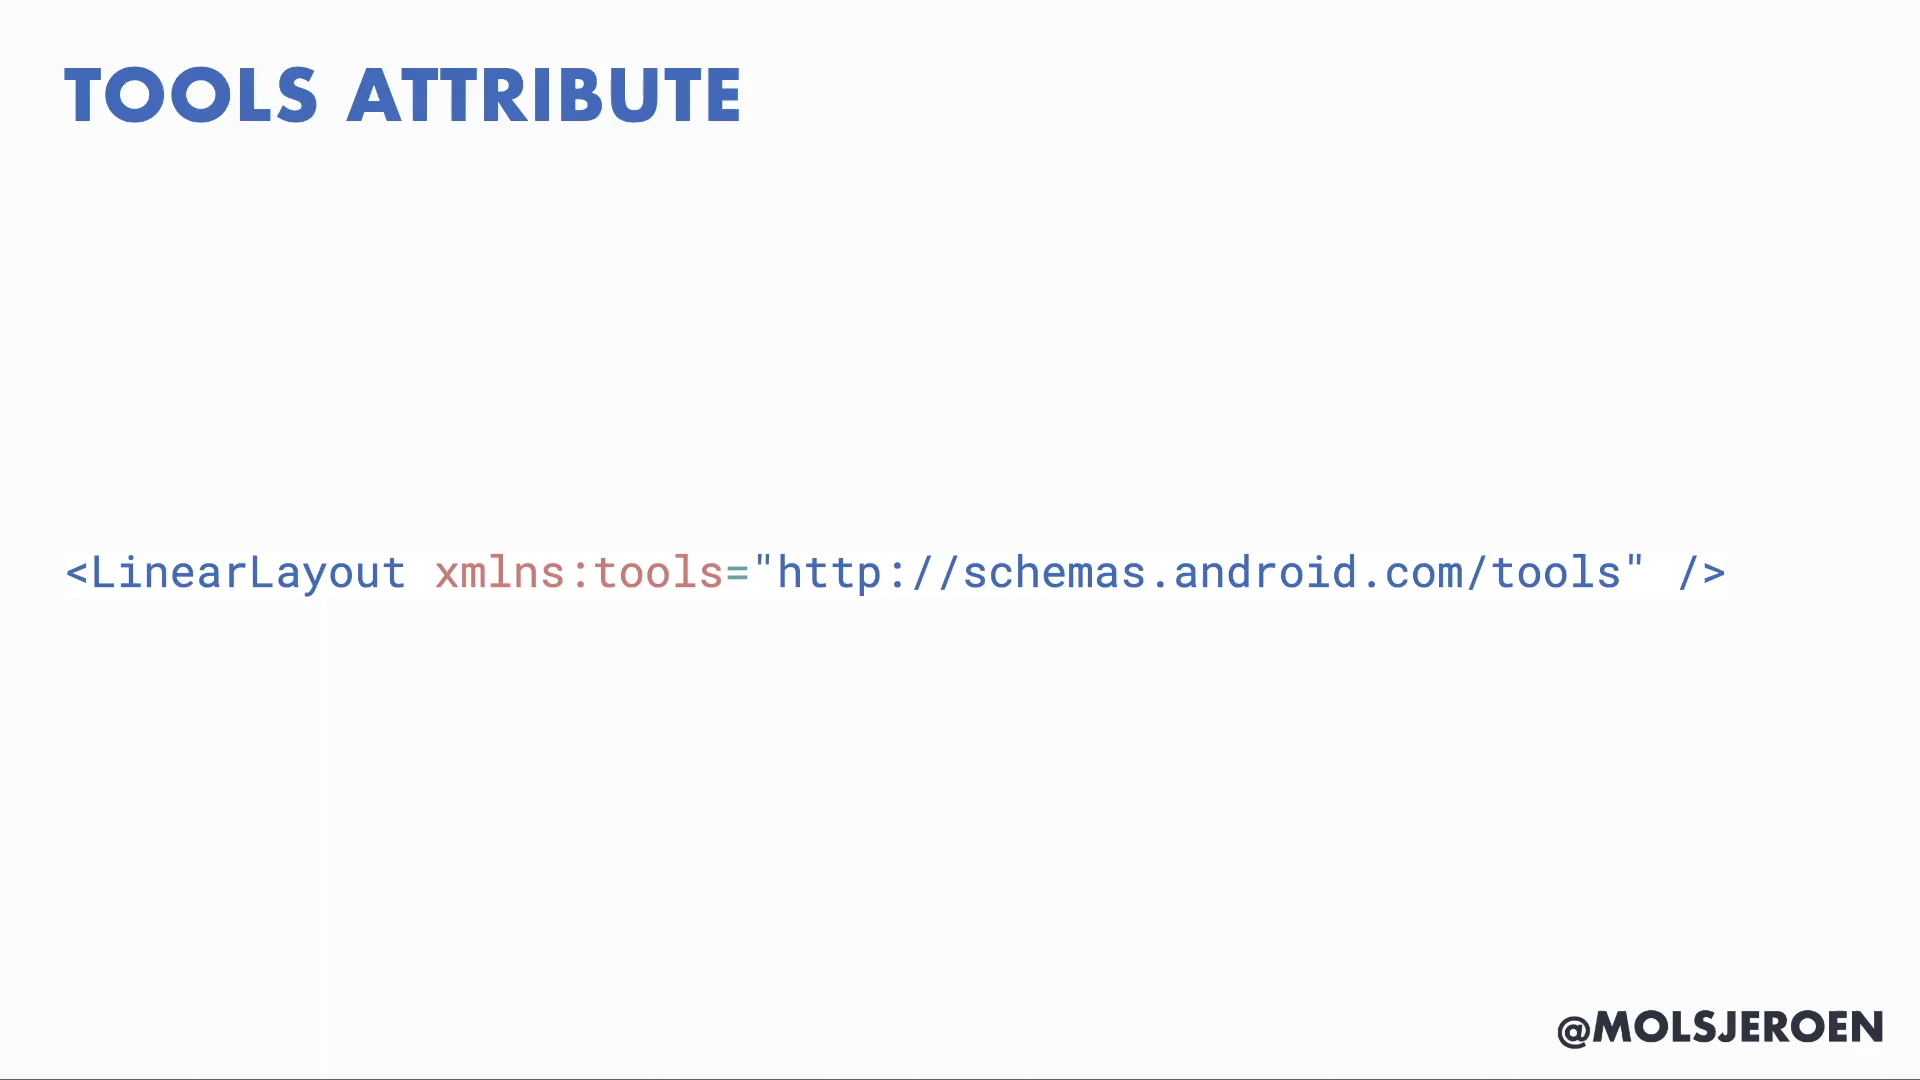 TOOLS ATTRIBUTE
<LinearLayout xmlns:tools="http://schemas.android.com/tools" />
@MOLSJEROEN